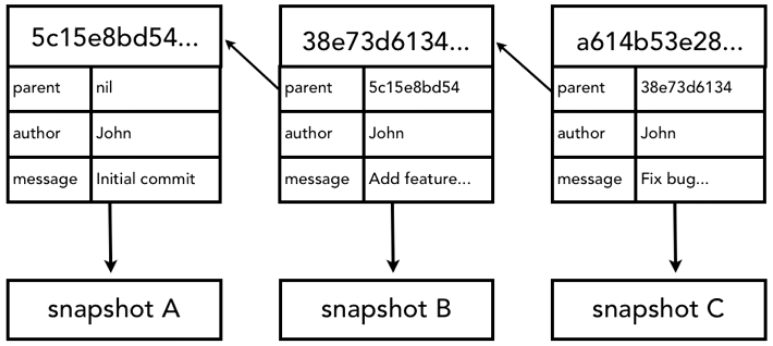 5c15e8bd54...
parent nil
author John
message Initial commit
snapshot A
38e73d6134...
parent 5c15e8bd54
author John
message Add feature...
snapshot B
a614b53e28...
parent 38e73d6134
author John
message Fix bug...
snapshot C